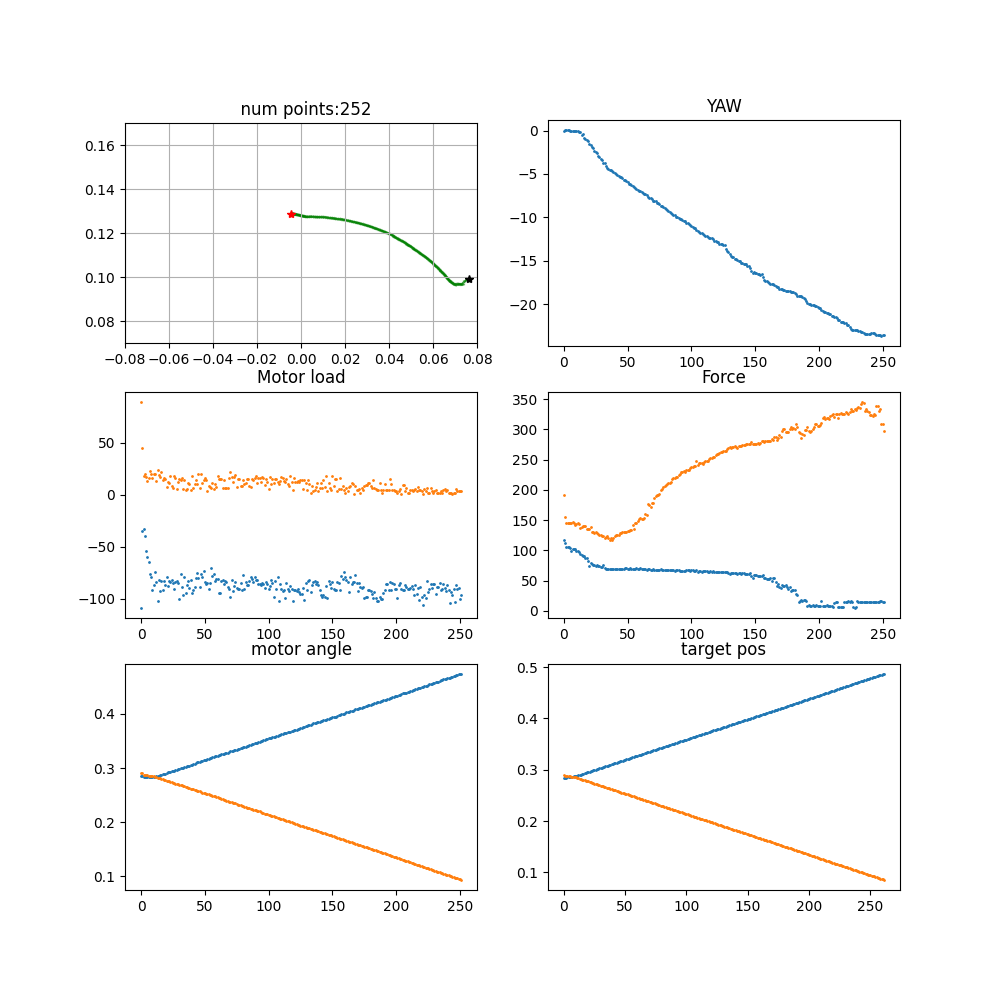 num points:252
0.16
0.14
0.12
0.10
0.08
−0.08 −0.06 −0.04 −0.02 0.00 0.02 0.04 0.06 0.08
YAW
0
−5
−10
−15
−20
0 50 100 150 200 250
Motor load
50
0
−50
−100
0 50 100 150 200 250
Force
350
300
250
200
150
100
50
0
0 50 100 150 200 250
motor angle
0.4
0.3
0.2
0.1
0 50 100 150 200 250
target pos
0.5
0.4
0.3
0.2
0.1
0 50 100 150 200 250